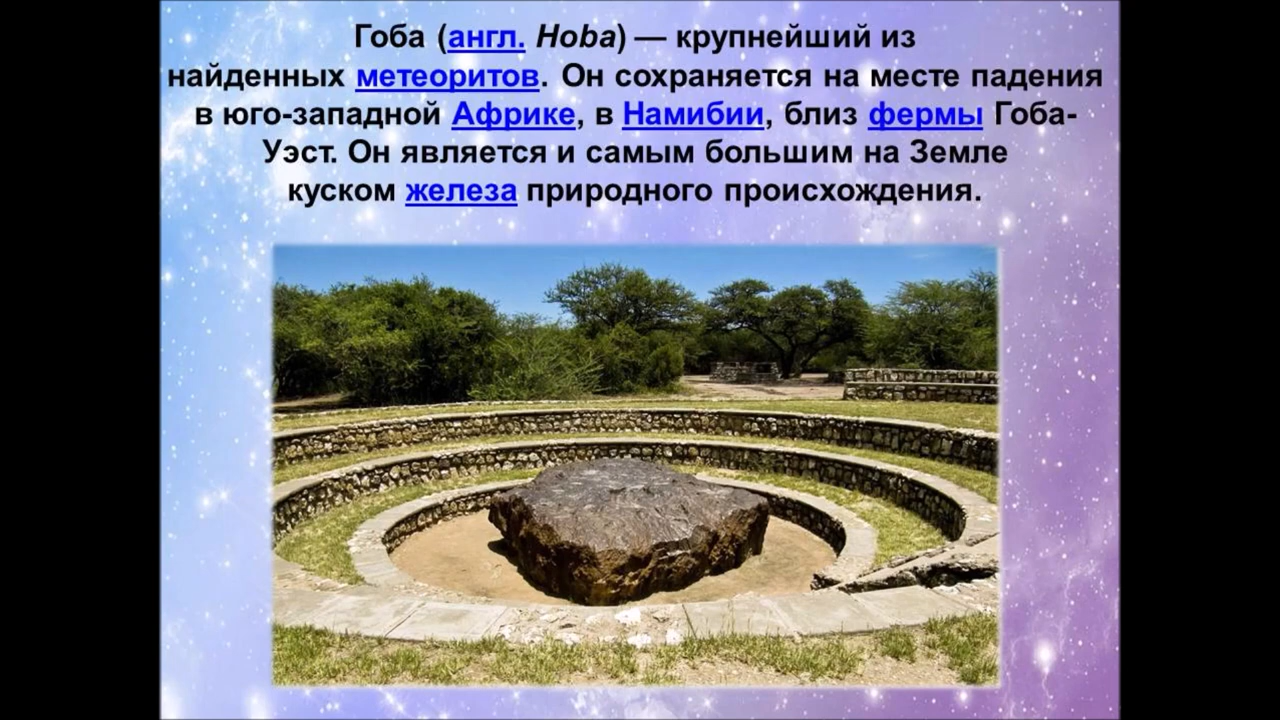 Гоба (англ. Hoba) — крупнейший из
найденных метеоритов. Он сохраняется на месте падения
в юго-западной Африке, в Намибии, близ фермы Гоба-
Уэст. Он является и самым большим на Земле
куском железа природного происхождения.